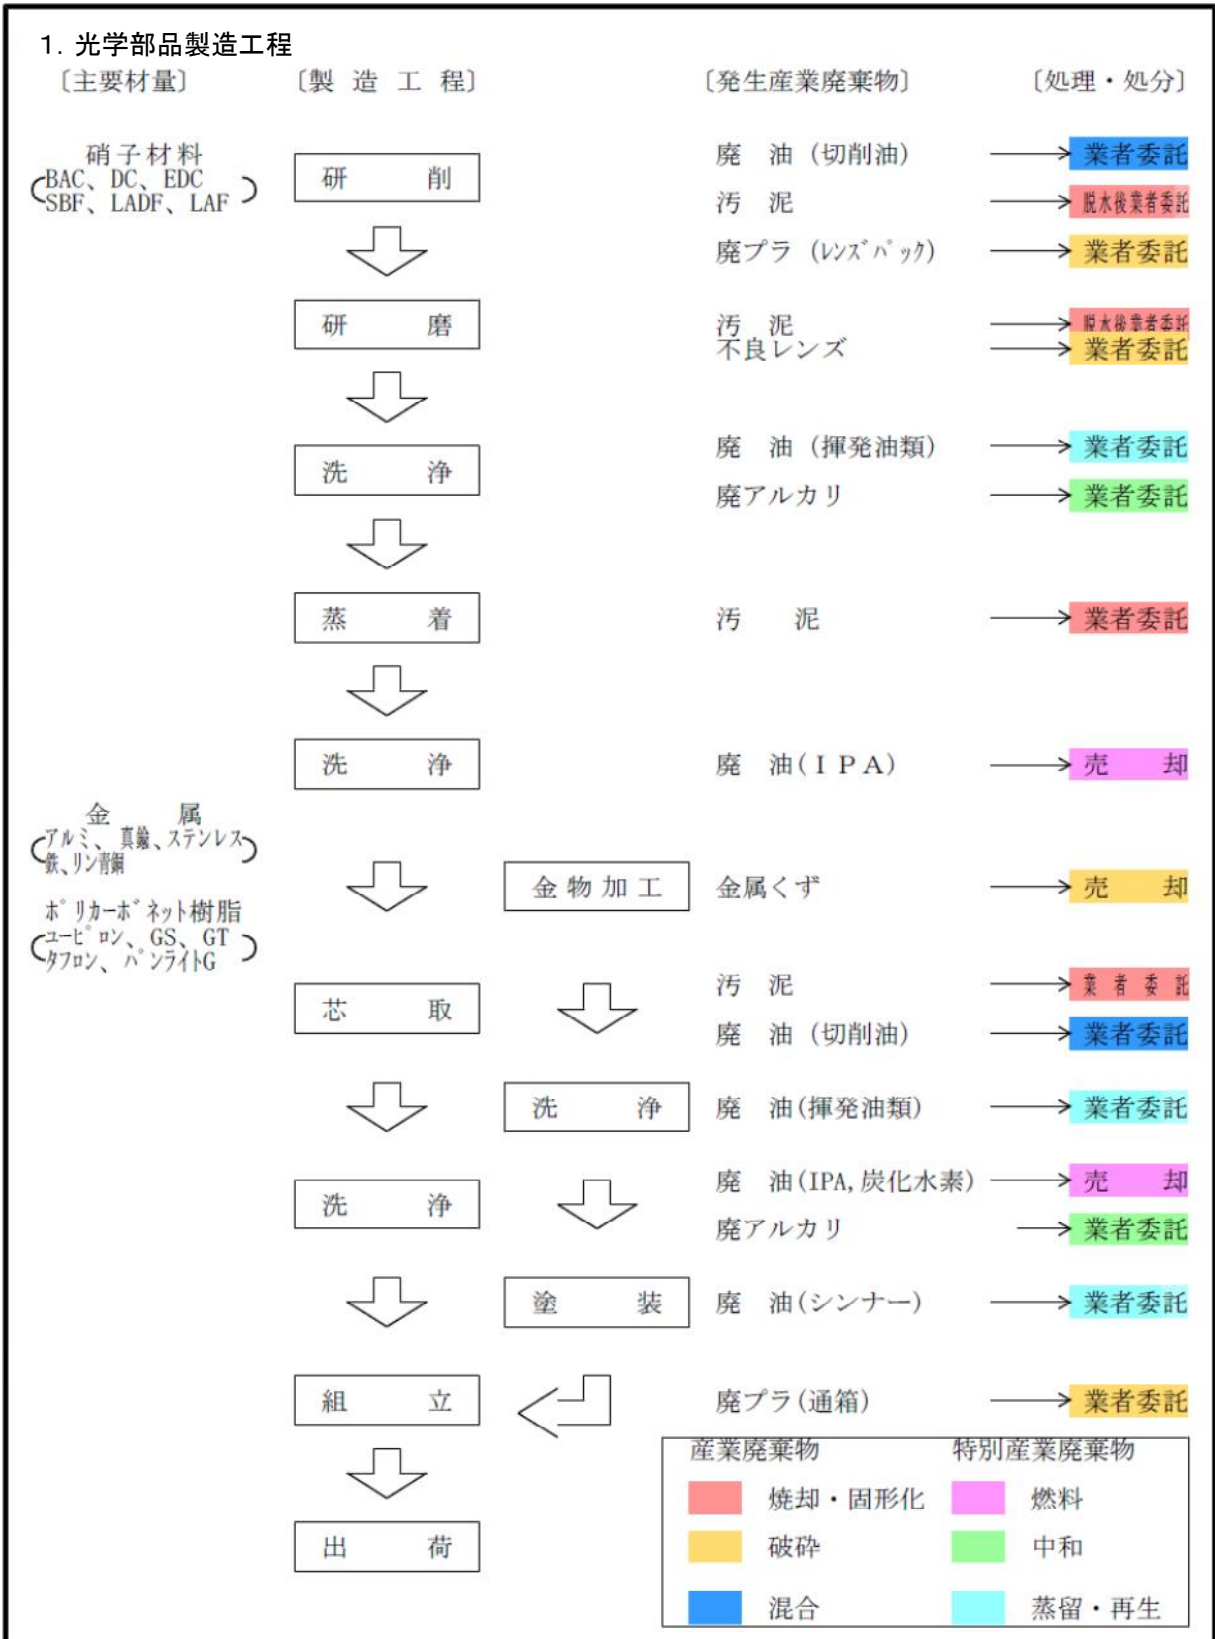 1. 光学部品製造工程
〔主要材量〕 〔製造工程〕 〔発生産業廃棄物〕 〔処理・処分〕
硝子材料
BAC、DC、EDC
SBF、LADF、LAF
研削
廃油(切削油) 業者委託
汚泥 脱水後業者委託
廃プラ(レンズパック) 業者委託
研磨
汚泥 脱水後業者委託
不良レンズ 業者委託
洗浄
廃油(揮発油類) 業者委託
廃アルカリ 業者委託
蒸着 汚泥 業者委託
洗浄 廃油(IPA) 売却
金属
アルミ、真鍮、ステンレス
鉄、リン青銅
金物加工 金属くず 売却
ポリカーボネット樹脂
ユーピロン、GS、GT
タフロン、パンライトG
芯取
汚泥 業者委託
廃油(切削油) 業者委託
洗浄 廃油(揮発油類) 業者委託
洗浄
廃油(IPA,炭化水素) 売却
廃アルカリ 業者委託
塗装 廃油(シンナー) 業者委託
組立 廃プラ(通箱) 業者委託
出荷
産業廃棄物 特別産業廃棄物
焼却・固形化 燃料
破砕 中和
混合 蒸留・再生